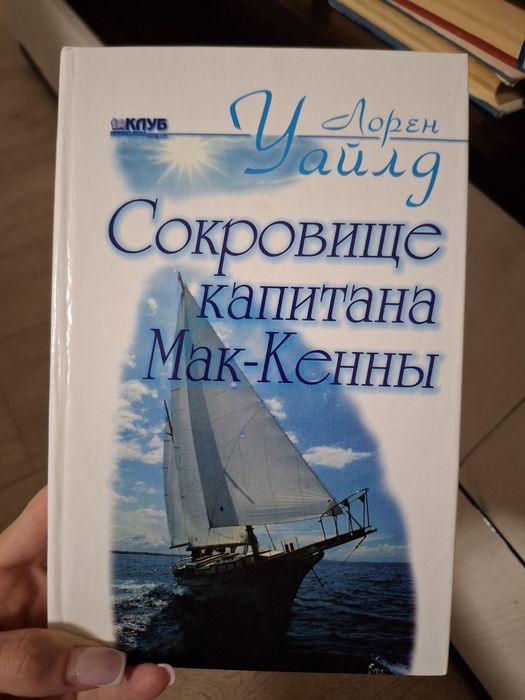 КЛУБ
Лорен
Уайлд
Сокровище
капитана
Мак-Кенны